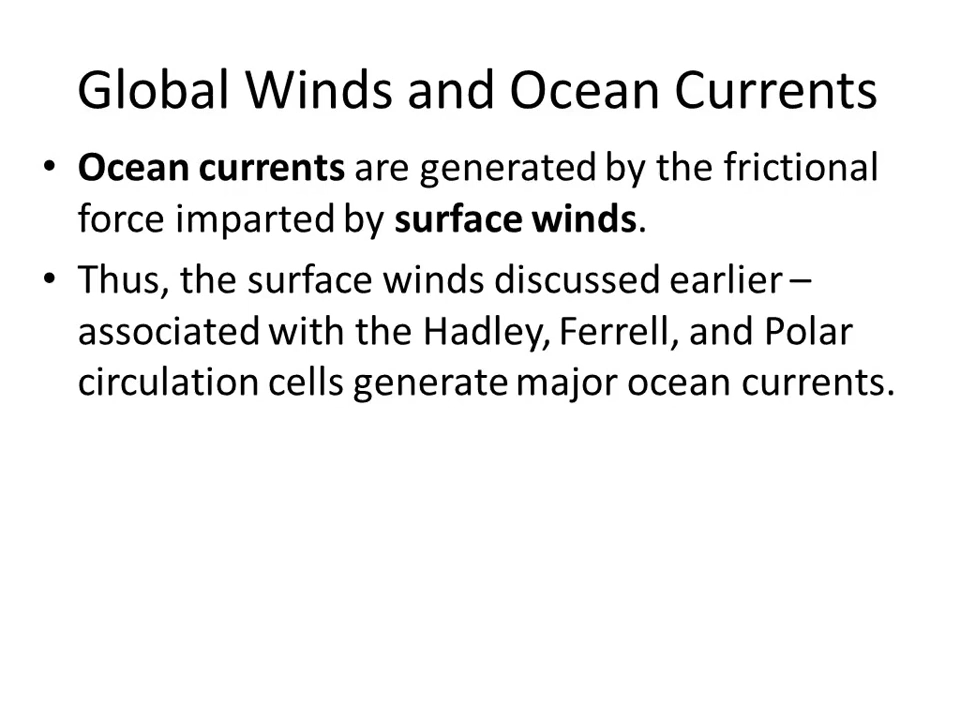 Global Winds and Ocean Currents
• Ocean currents are generated by the frictional
force imparted by surface winds.
• Thus, the surface winds discussed earlier –
associated with the Hadley, Ferrell, and Polar
circulation cells generate major ocean currents.